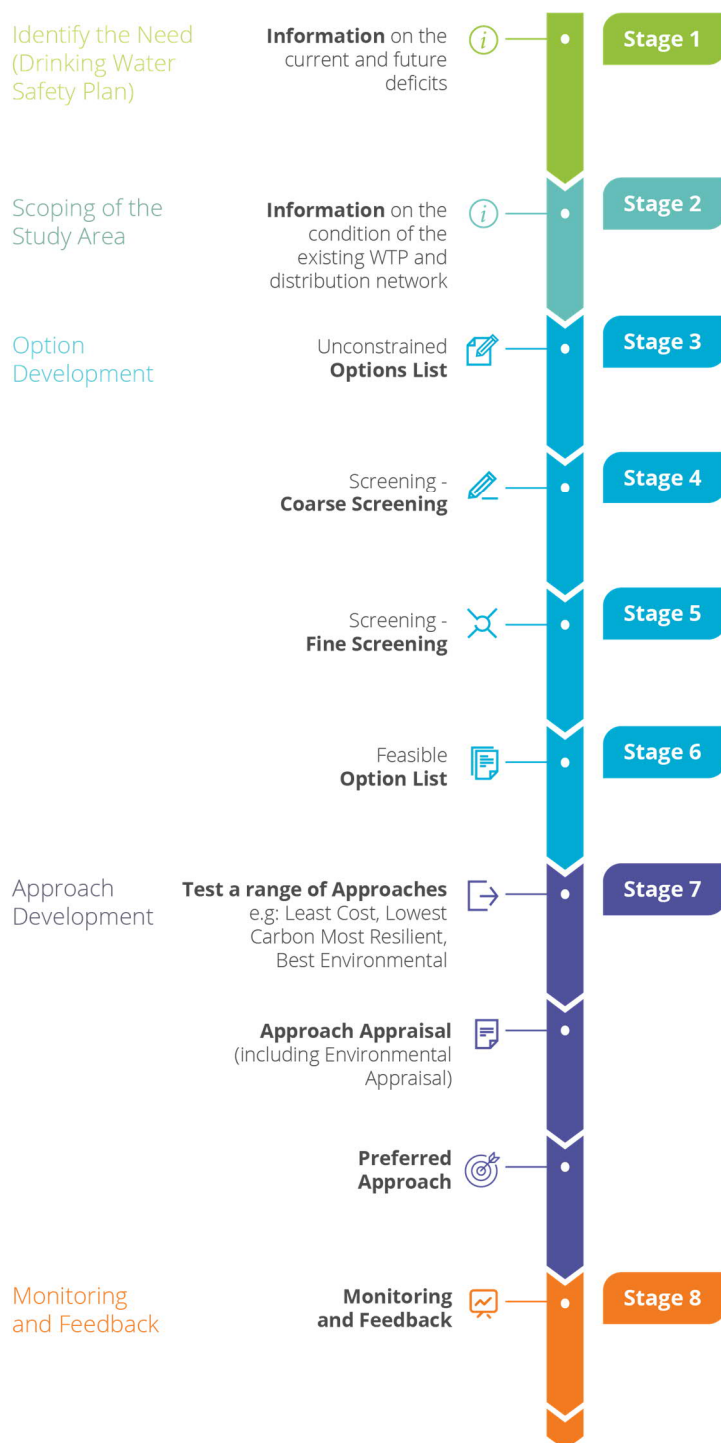 Identify the Need
(Drinking Water
Safety Plan)
Information on the
current and future
deficits
i
Stage 1
Scoping of the
Study Area
Information on the
condition of the
existing WTP and
distribution network
i
Stage 2
Option
Development
Unconstrained
Options List
Stage 3
Screening -
Coarse Screening
Stage 4
Screening -
Fine Screening
Stage 5
Feasible
Option List
Stage 6
Approach
Development
Test a range of Approaches
e.g: Least Cost, Lowest
Carbon Most Resilient,
Best Environmental
Stage 7
Approach Appraisal
(including Environmental
Appraisal)
Preferred
Approach
Monitoring
and Feedback
Monitoring
and Feedback
Stage 8